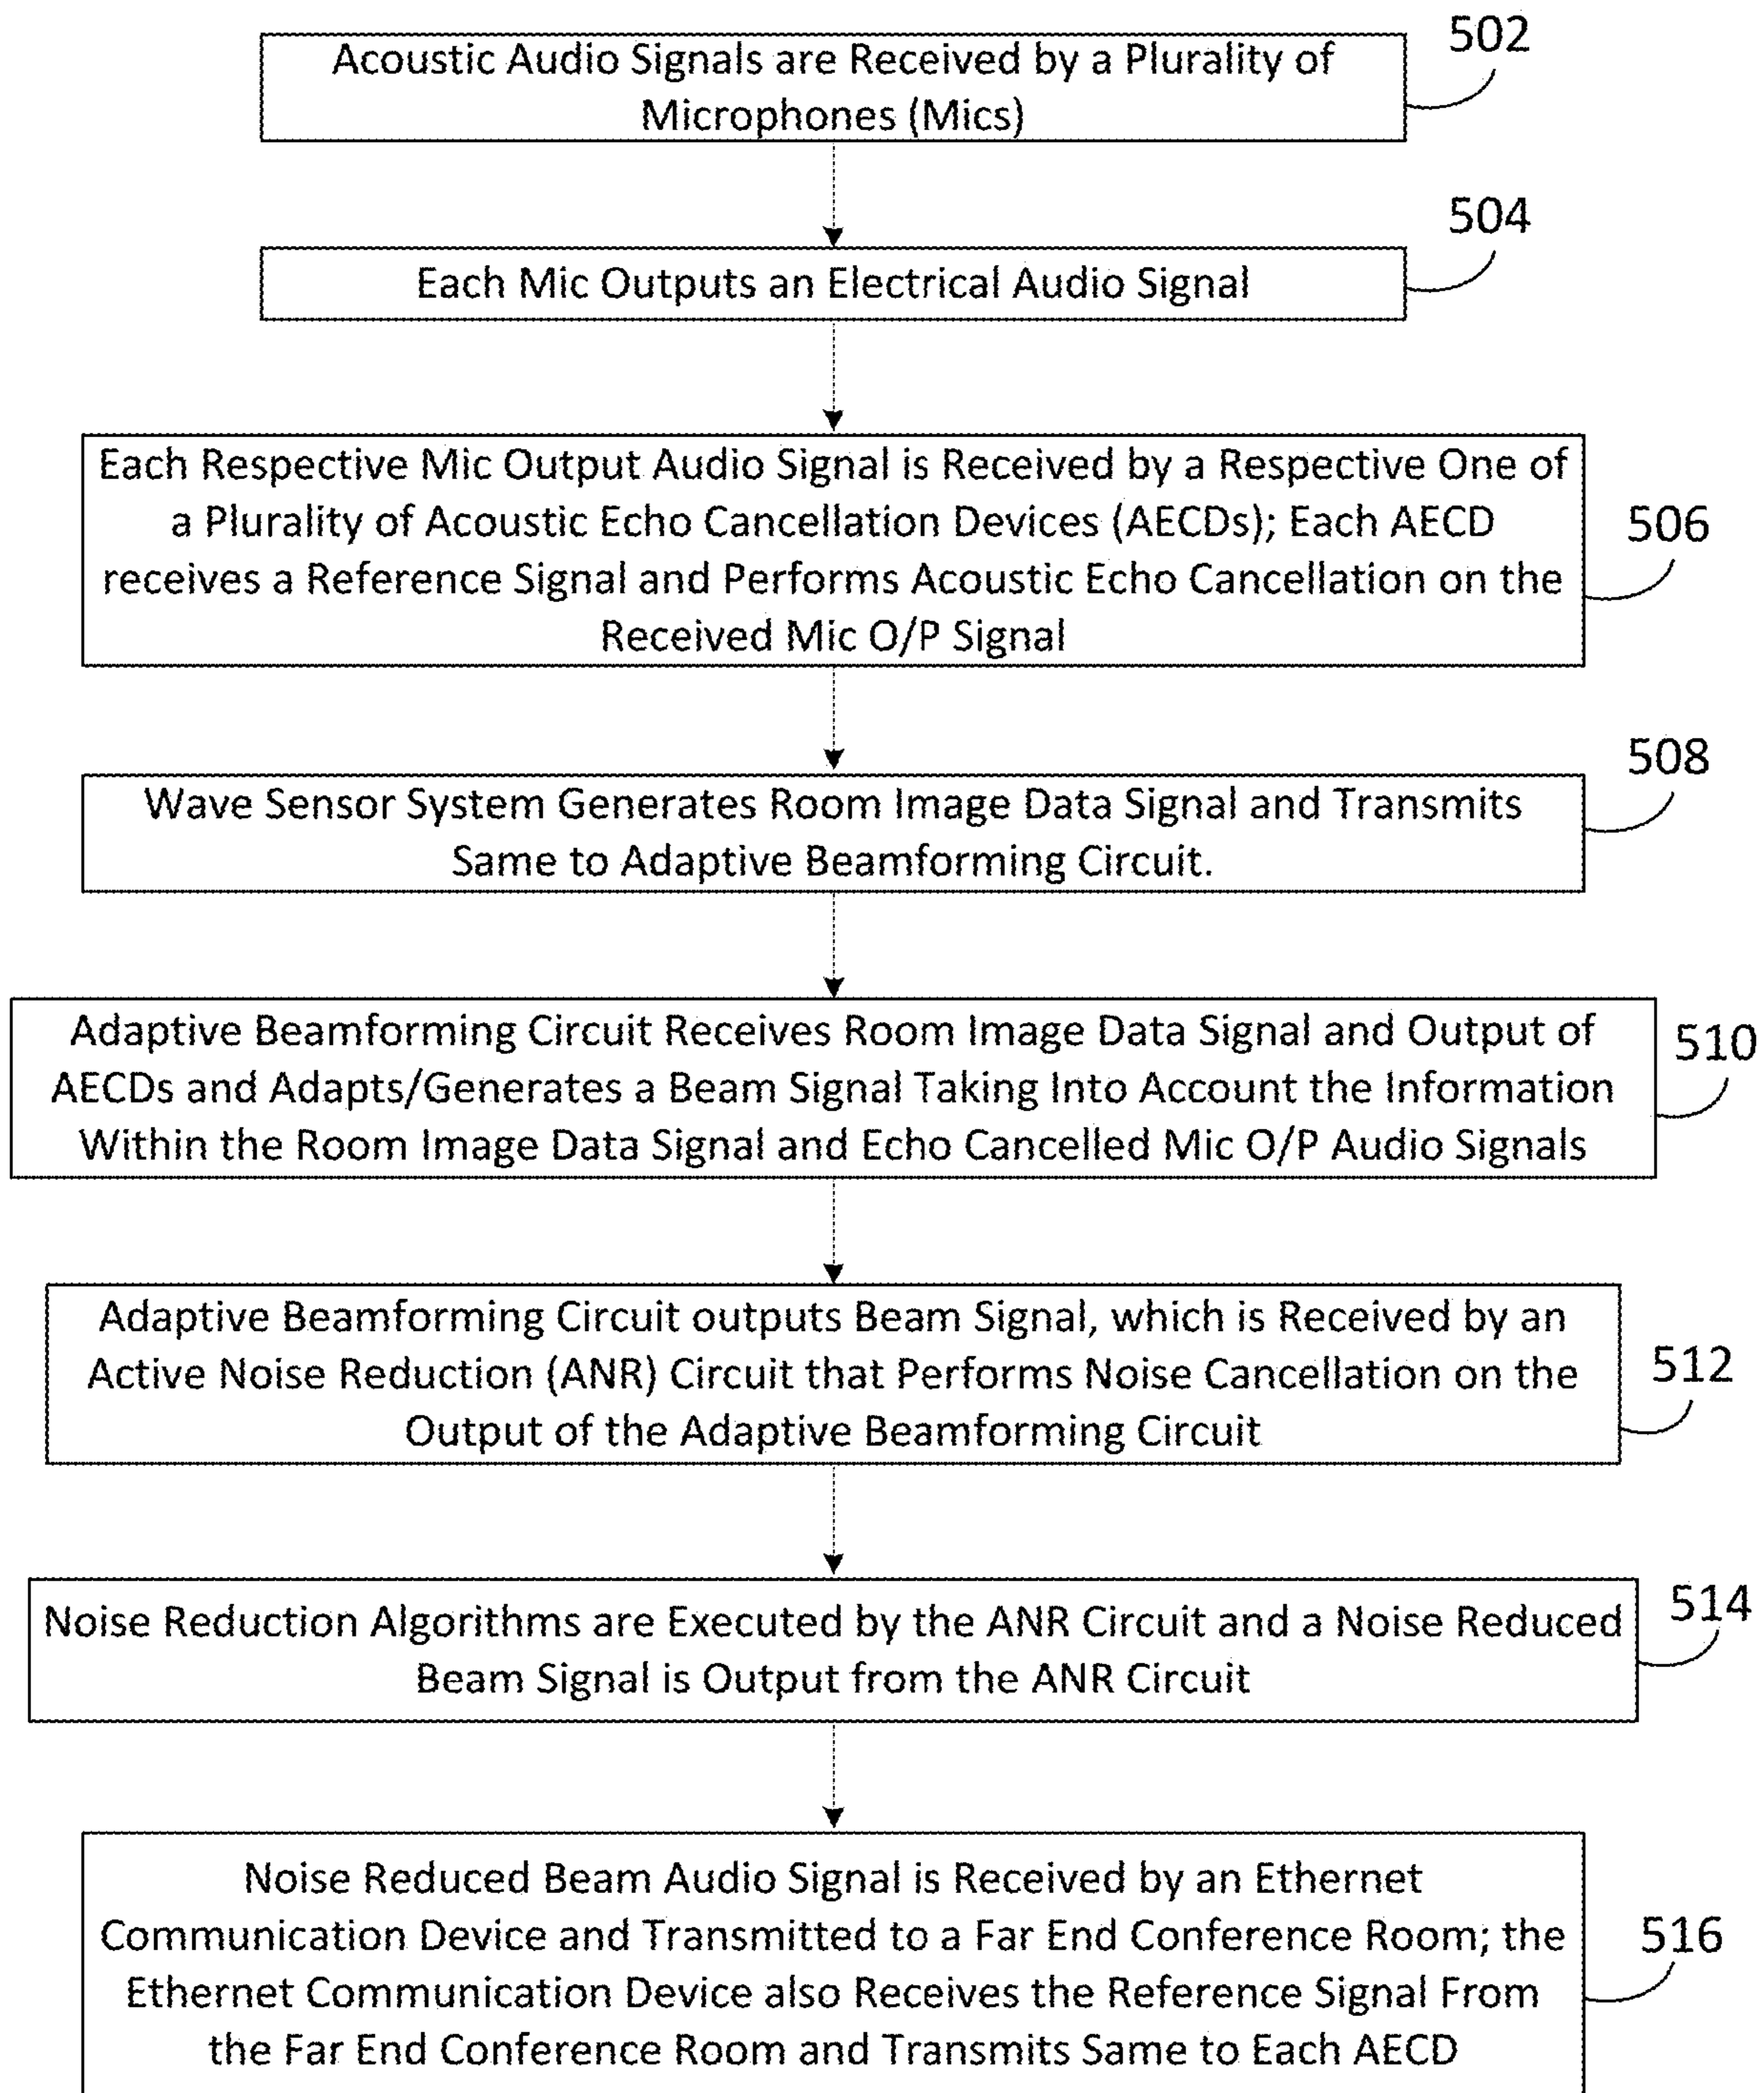 Acoustic Audio Signals are Received by a Plurality of
Microphones (Mics)
502
Each Mic Outputs an Electrical Audio Signal
504
Each Respective Mic Output Audio Signal is Received by a Respective One of
a Plurality of Acoustic Echo Cancellation Devices (AECDs); Each AECD
receives a Reference Signal and Performs Acoustic Echo Cancellation on the
Received Mic O/P Signal
506
Wave Sensor System Generates Room Image Data Signal and Transmits
Same to Adaptive Beamforming Circuit.
508
Adaptive Beamforming Circuit Receives Room Image Data Signal and Output of
AECDs and Adapts/Generates a Beam Signal Taking Into Account the Information
Within the Room Image Data Signal and Echo Cancelled Mic O/P Audio Signals
510
Adaptive Beamforming Circuit outputs Beam Signal, which is Received by an
Active Noise Reduction (ANR) Circuit that Performs Noise Cancellation on the
Output of the Adaptive Beamforming Circuit
512
Noise Reduction Algorithms are Executed by the ANR Circuit and a Noise Reduced
Beam Signal is Output from the ANR Circuit
514
Noise Reduced Beam Audio Signal is Received by an Ethernet
Communication Device and Transmitted to a Far End Conference Room; the
Ethernet Communication Device also Receives the Reference Signal From
the Far End Conference Room and Transmits Same to Each AECD
516